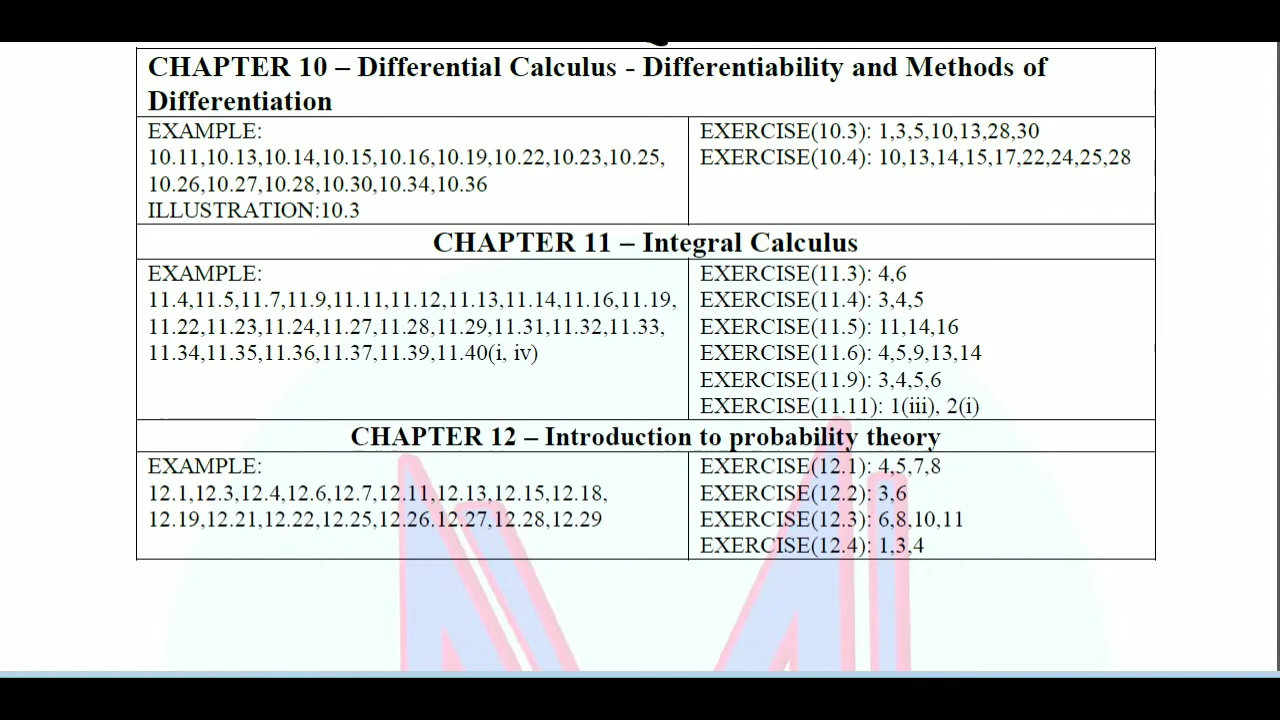 CHAPTER 10 – Differential Calculus - Differentiability and Methods of
Differentiation
EXAMPLE:
10.11,10.13,10.14,10.15,10.16,10.19,10.22,10.23,10.25,
10.26,10.27,10.28,10.30,10.34,10.36
ILLUSTRATION:10.3
EXERCISE(10.3): 1,3,5,10,13,28,30
EXERCISE(10.4): 10,13,14,15,17,22,24,25,28
CHAPTER 11 – Integral Calculus
EXAMPLE:
11.4,11.5,11.7,11.9,11.11,11.12,11.13,11.14,11.16,11.19,
11.22,11.23,11.24,11.27,11.28,11.29,11.31,11.32,11.33,
11.34,11.35,11.36,11.37,11.39,11.40(i, iv)
EXERCISE(11.3): 4,6
EXERCISE(11.4): 3,4,5
EXERCISE(11.5): 11,14,16
EXERCISE(11.6): 4,5,9,13,14
EXERCISE(11.9): 3,4,5,6
EXERCISE(11.11): 1(iii), 2(i)
CHAPTER 12 – Introduction to probability theory
EXAMPLE:
12.1,12.3,12.4,12.6,12.7,12.11,12.13,12.15,12.18,
12.19,12.21,12.22,12.25,12.26.12.27,12.28,12.29
EXERCISE(12.1): 4,5,7,8
EXERCISE(12.2): 3,6
EXERCISE(12.3): 6,8,10,11
EXERCISE(12.4): 1,3,4